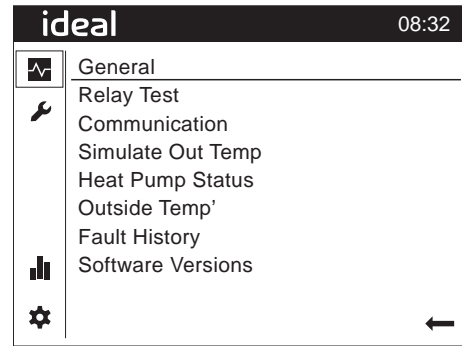 ideal 08:32
General
Relay Test
Communication
Simulate Out Temp
Heat Pump Status
Outside Temp'
Fault History
Software Versions